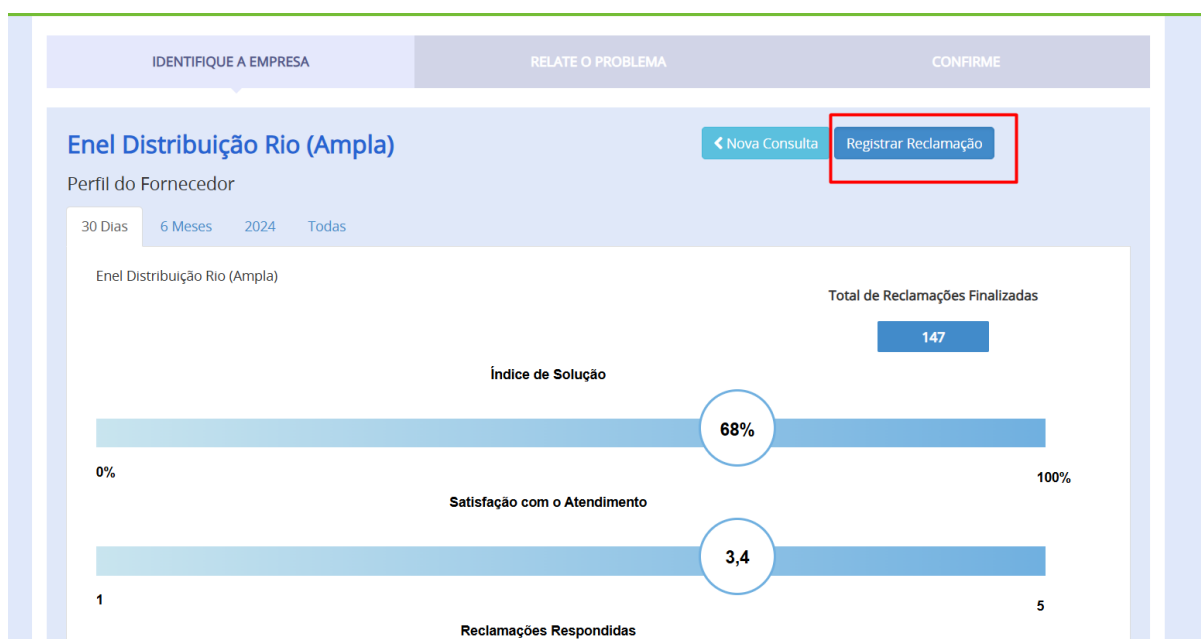 IDENTIFIQUE A EMPRESA
RELATE O PROBLEMA
CONFIRME
Enel Distribuição Rio (Ampla)
Nova Consulta
Registrar Reclamação
Perfil do Fornecedor
30 Dias
6 Meses
2024
Todas
Enel Distribuição Rio (Ampla)
Total de Reclamações Finalizadas
147
Índice de Solução
68%
0%
100%
Satisfação com o Atendimento
3,4
1
5
Reclamações Respondidas